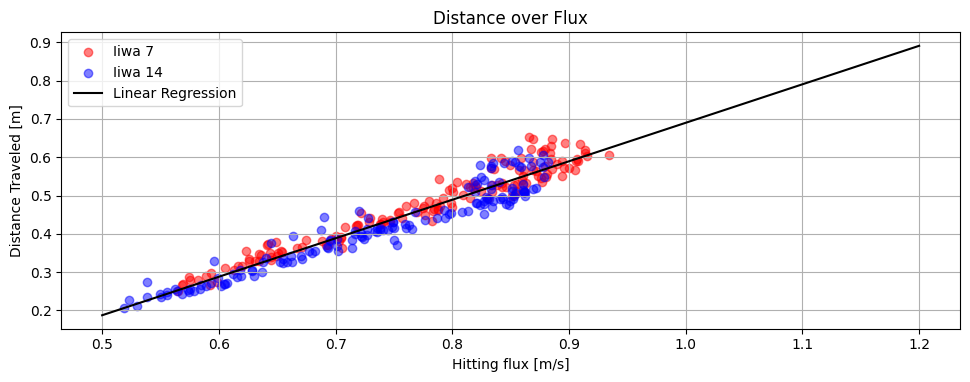 Distance over Flux
Iiwa 7
Iiwa 14
Linear Regression
Distance Traveled [m]
0.9
0.8
0.7
0.6
0.5
0.4
0.3
0.2
0.5 0.6 0.7 0.8 0.9 1.0 1.1 1.2
Hitting flux [m/s]